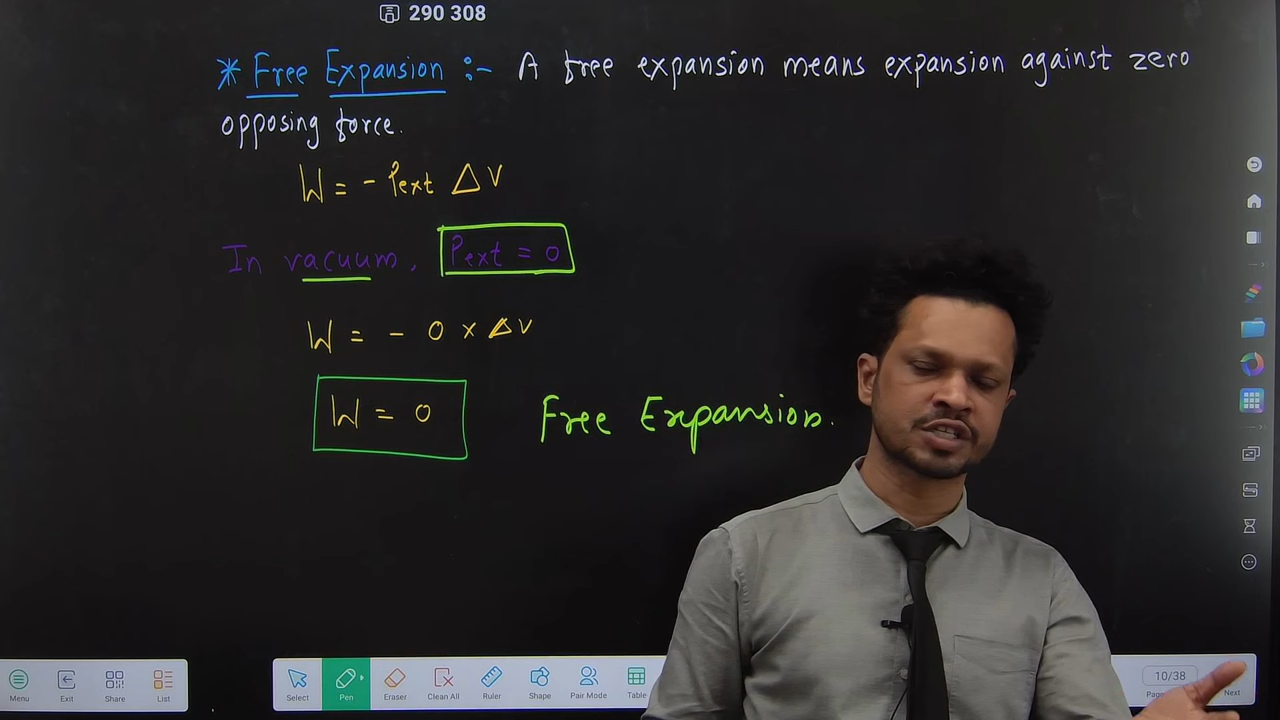 290 308
* Free Expansion :- A free expansion means expansion against zero
opposing force.
W = - Pext ΔV
In vacuum, Pext = 0
W = - 0 × ΔV
W = 0 Free Expansion.
Menu Exit Share List Select Pen Eraser Clean All Ruler Shape Pair Mode Table 10/38 Next